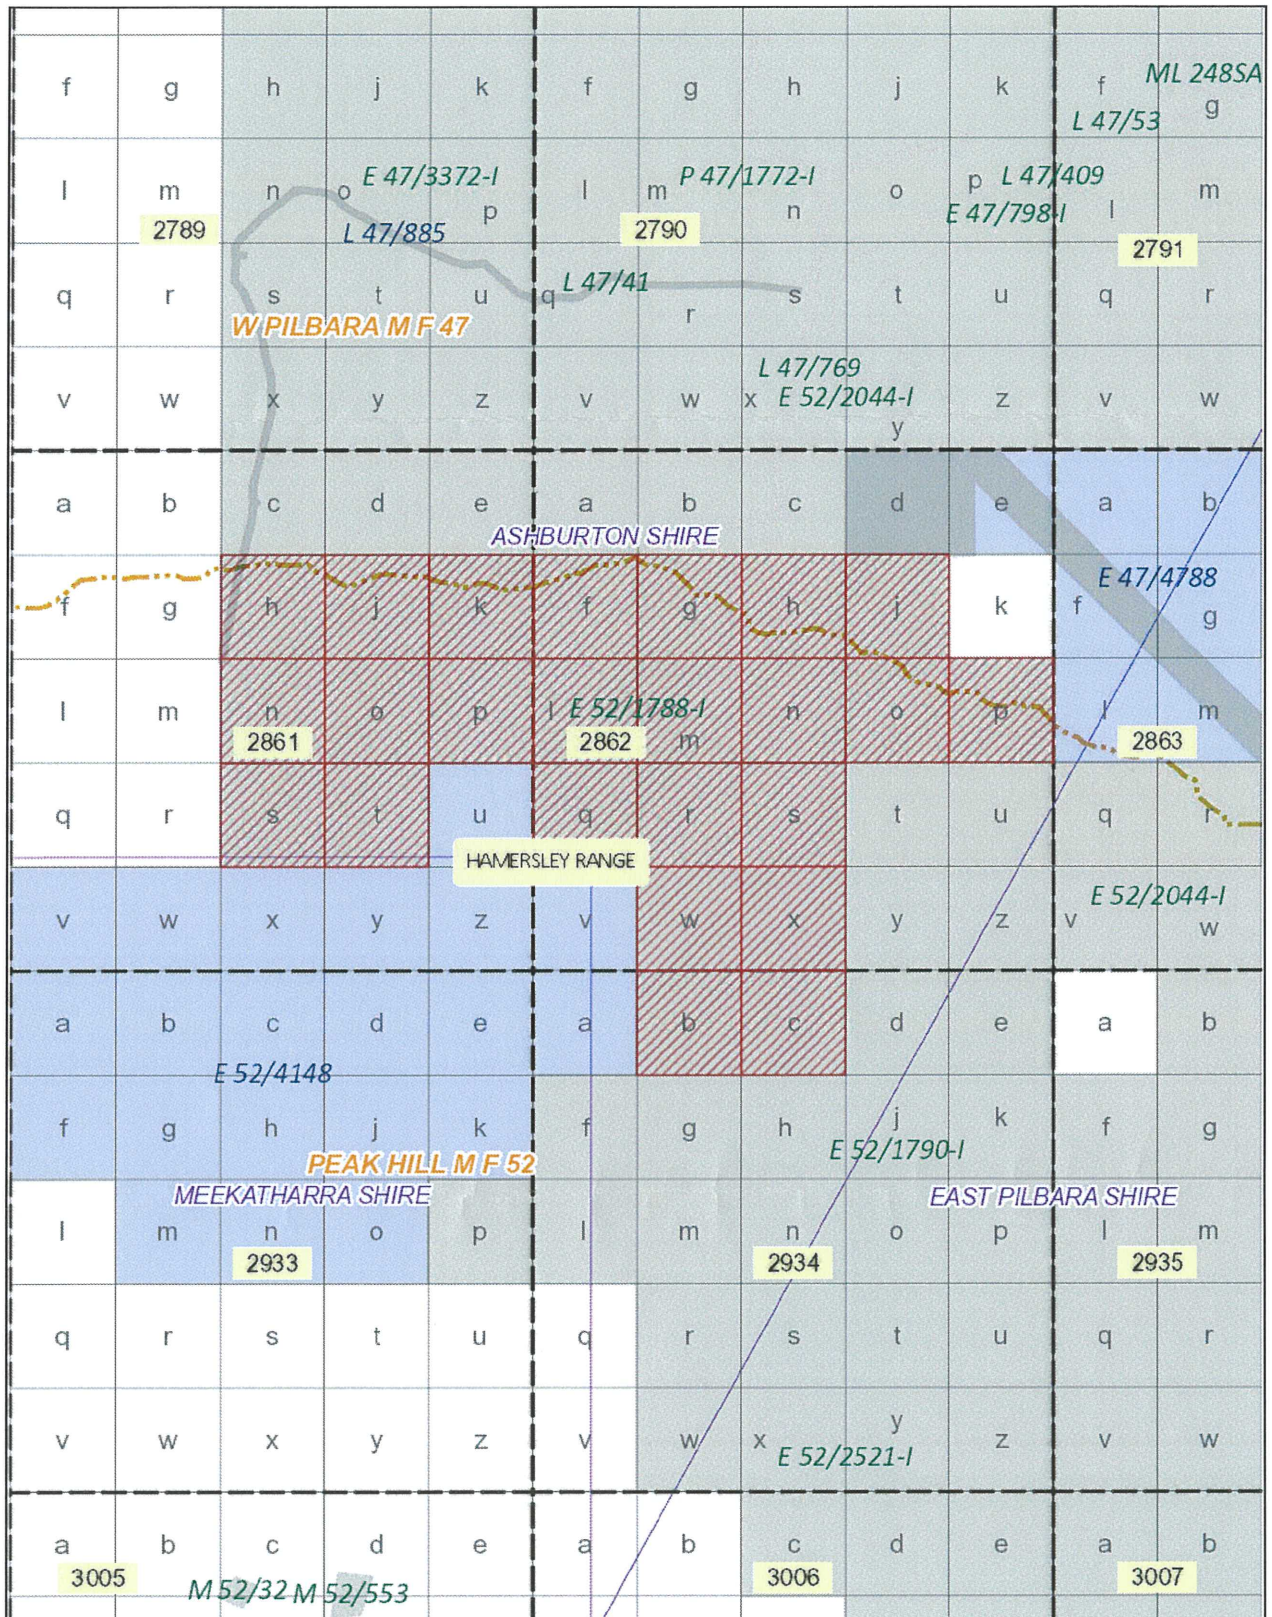 f g h j k f g h j k f g ML 248SA
L 47/53
l m n o E 47/3372-I p l m P 47/1772-I n o p L 47/409 l m
E 47/798-I
2789 L 47/885 2790 2791
q r s t u q L 47/41 r s t u q r
W PILBARA M F 47
L 47/769
v w x y z v w x E 52/2044-I y z v w
a b c d e a b c d e a b
ASHBURTON SHIRE
E 47/4788
f g h j k f g h j k f g
l m n o p l E 52/1788-I m n o p l m
2861 2862 2863
q r s t u q r s t u q r
HAMERSLEY RANGE
E 52/2044-I
v w x y z v w x y z v w
a b c d e a b c d e a b
E 52/4148
f g h j k f g h j k f g
E 52/1790-I
PEAK HILL M F 52
MEEKATHARRA SHIRE EAST PILBARA SHIRE
l m n o p l m n o p l m
2933 2934 2935
q r s t u q r s t u q r
v w x y z v w x y z v w
E 52/2521-I
a b c d e a b c d e a b
3005 3006 3007
M 52/32 M 52/553